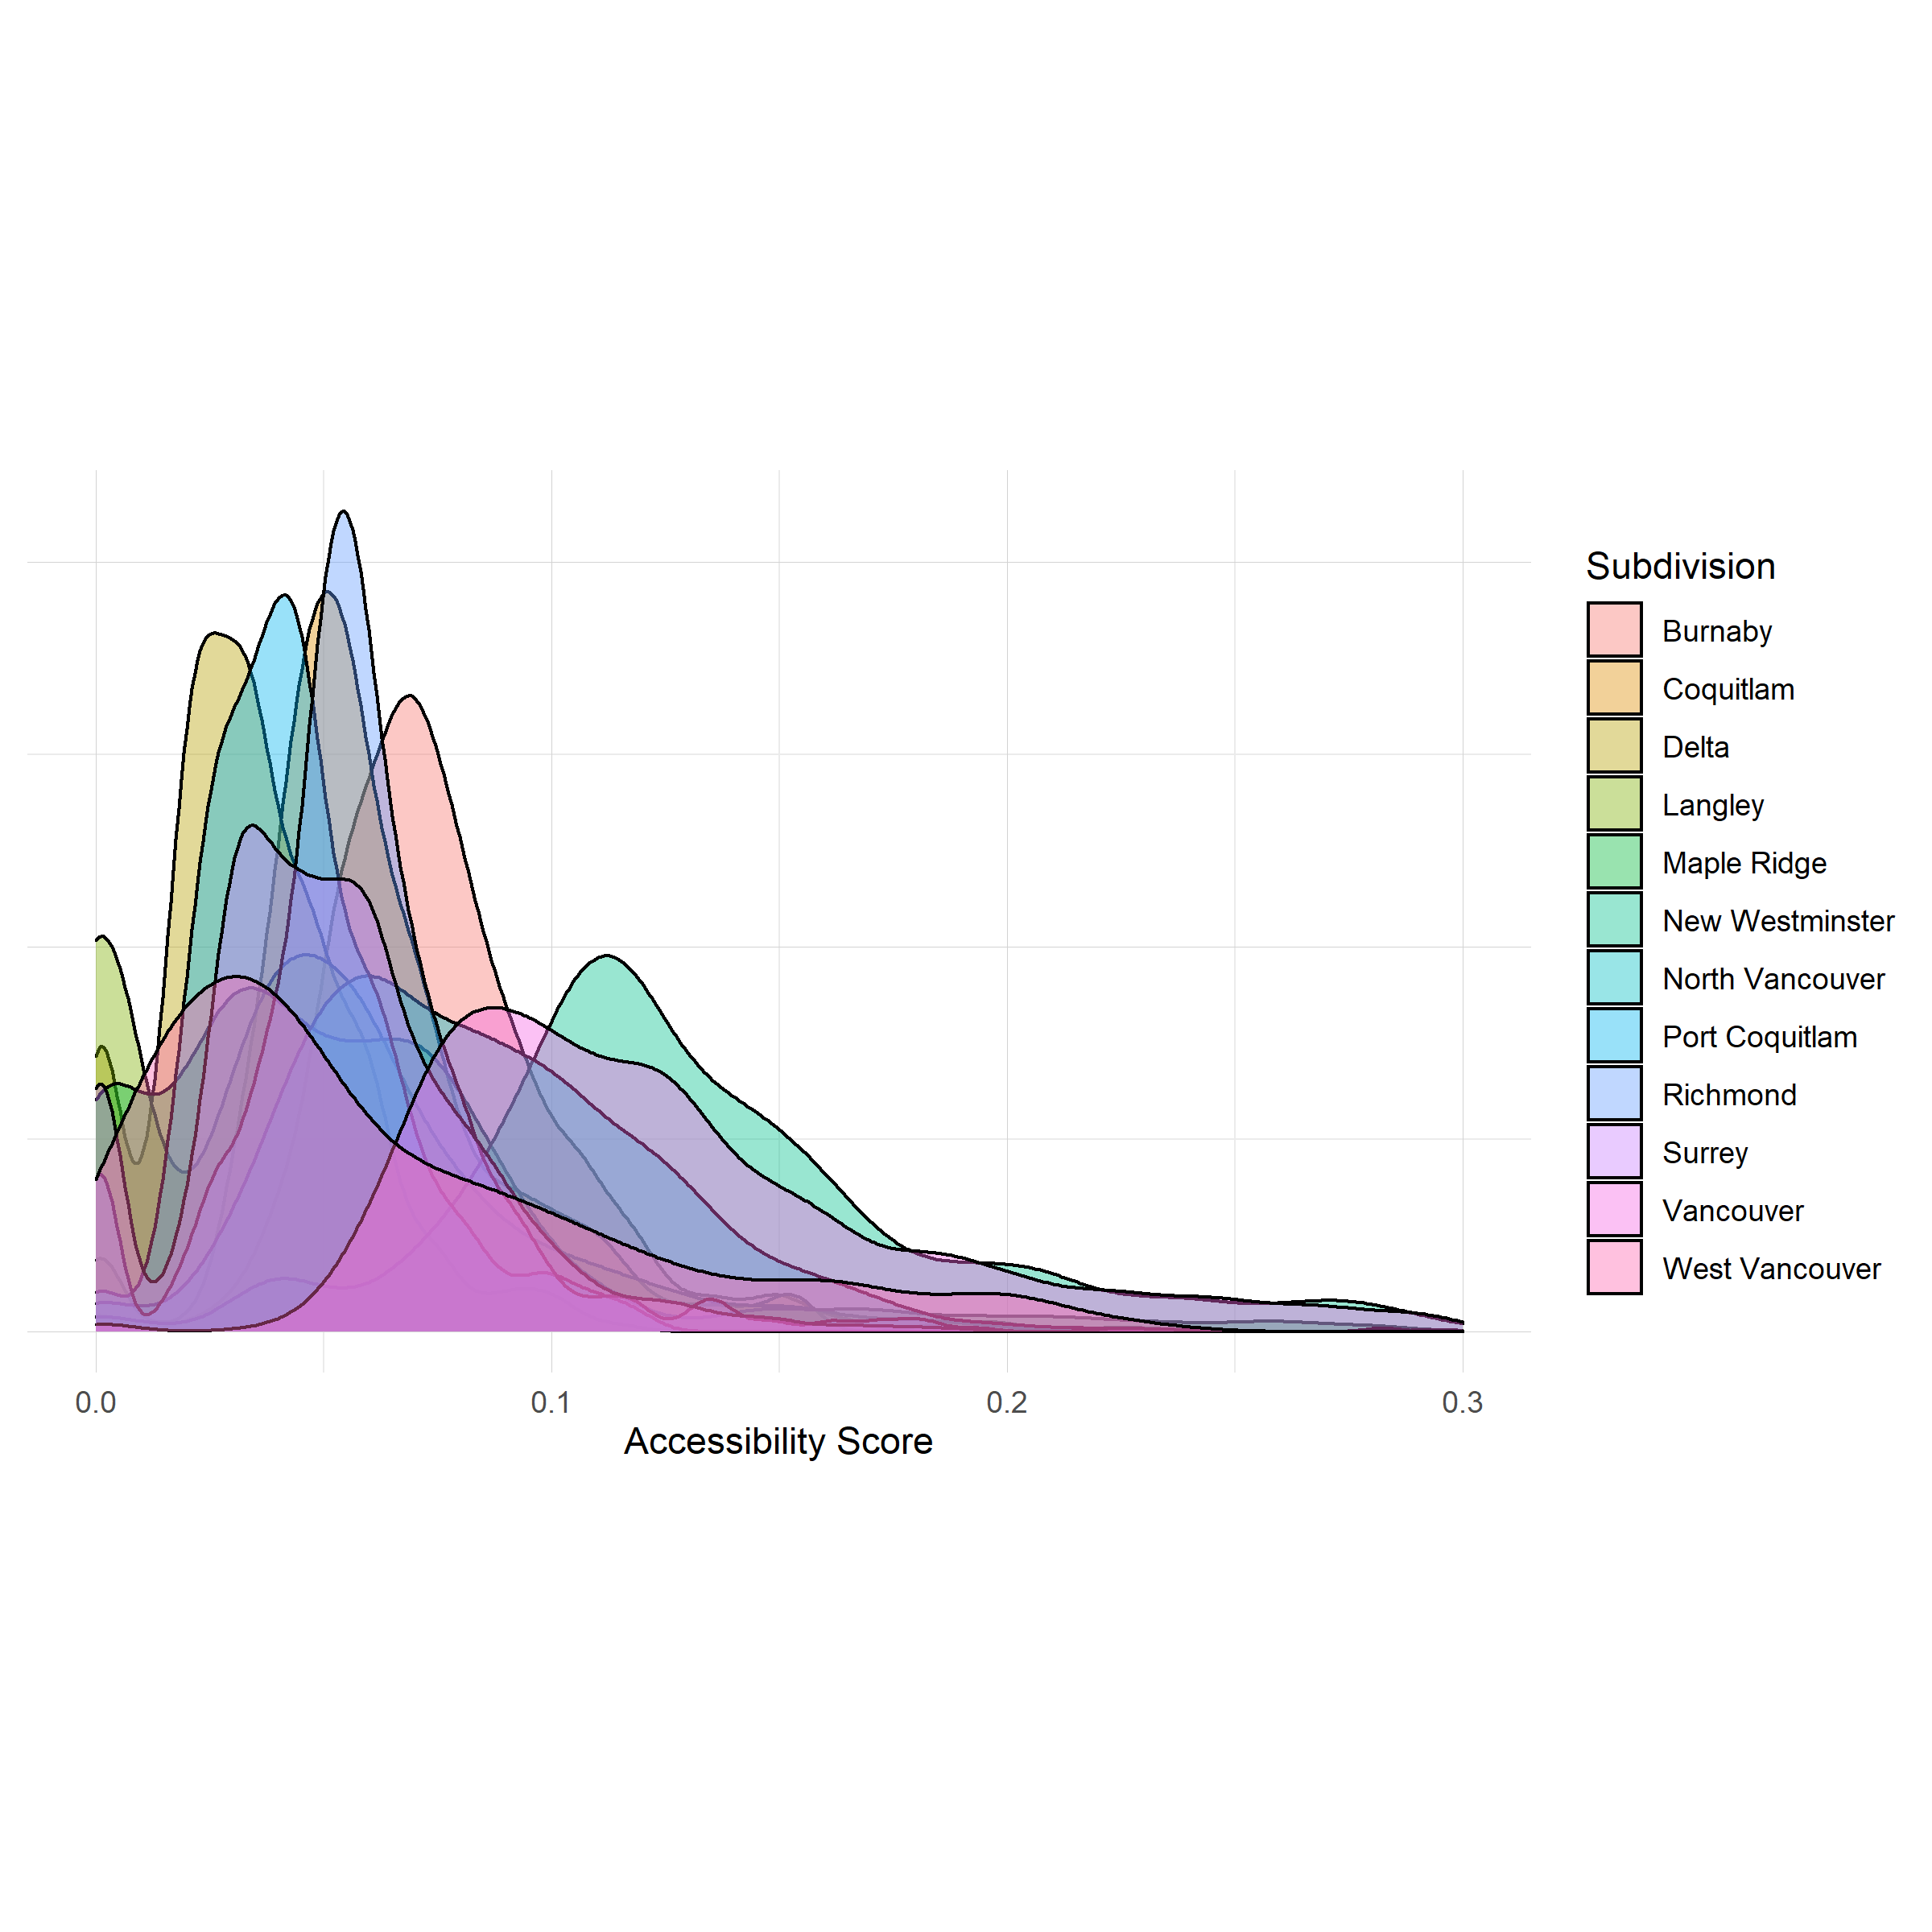 Subdivision
Burnaby
Coquitlam
Delta
Langley
Maple Ridge
New Westminster
North Vancouver
Port Coquitlam
Richmond
Surrey
Vancouver
West Vancouver
0.0 0.1 0.2 0.3
Accessibility Score